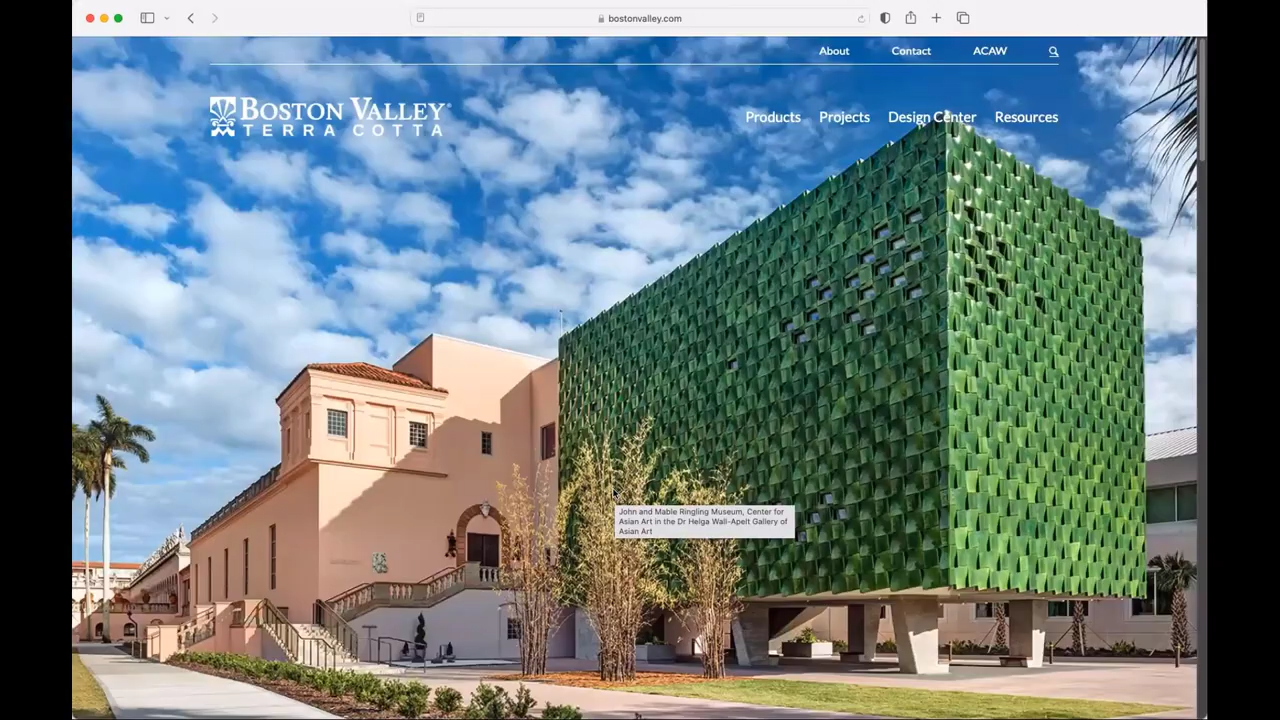 bostonvalley.com
About Contact ACAW
BOSTON VALLEY®
TERRA COTTA
Products Projects Design Center Resources
John and Mable Ringling Museum, Center for
Asian Art in the Dr Helga Wall-Apelt Gallery of
Asian Art